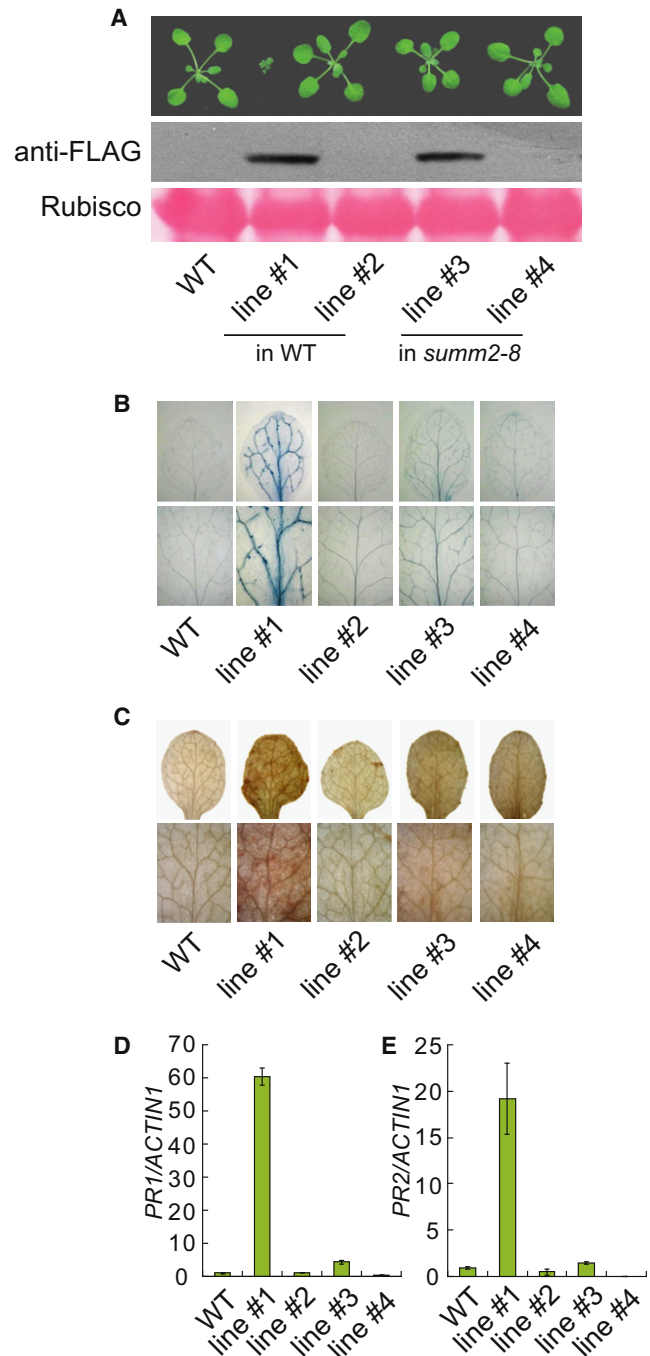 A
anti-FLAG
Rubisco
WT
line #1
line #2
line #3
line #4
in WT
in summ2-8
B
WT
line #1
line #2
line #3
line #4
C
WT
line #1
line #2
line #3
line #4
D
PR1/ACTIN1
70
60
50
40
30
20
10
0
WT
line #1
line #2
line #3
line #4
E
PR2/ACTIN1
25
20
15
10
5
0
WT
line #1
line #2
line #3
line #4